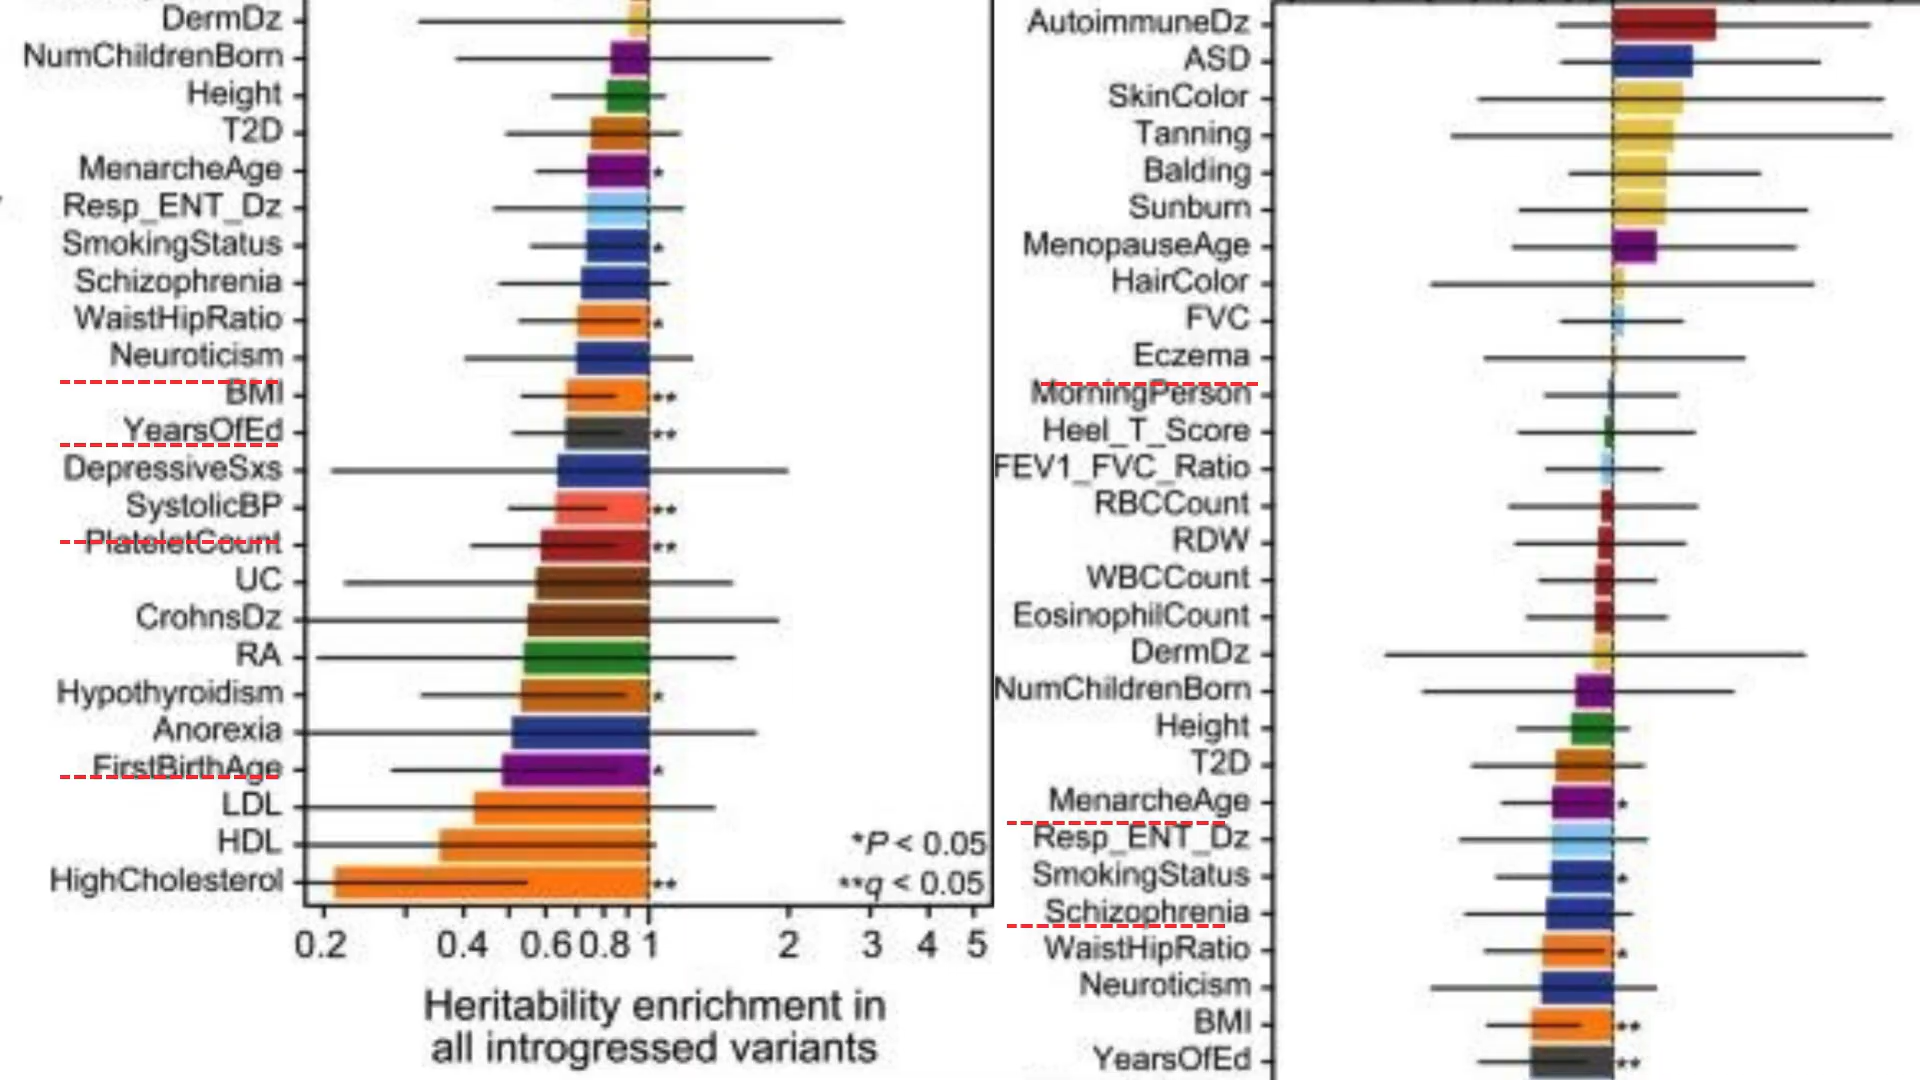 DermDz
NumChildrenBorn
Height
T2D
MenarcheAge *
Resp_ENT_Dz
SmokingStatus *
Schizophrenia
WaistHipRatio *
Neuroticism
BMI **
YearsOfEd **
DepressiveSxs
SystolicBP **
PlateletCount **
UC
CrohnsDz
RA
Hypothyroidism *
Anorexia
FirstBirthAge *
LDL
HDL
HighCholesterol **
*P < 0.05
**q < 0.05
0.2 0.4 0.6 0.8 1 2 3 4 5
Heritability enrichment in
all introgressed variants
AutoimmuneDz
ASD
SkinColor
Tanning
Balding
Sunburn
MenopauseAge
HairColor
FVC
Eczema
MorningPerson
Heel_T_Score
FEV1_FVC_Ratio
RBCCount
RDW
WBCCount
EosinophilCount
DermDz
NumChildrenBorn
Height
T2D
MenarcheAge *
Resp_ENT_Dz
SmokingStatus *
Schizophrenia
WaistHipRatio *
Neuroticism
BMI **
YearsOfEd **